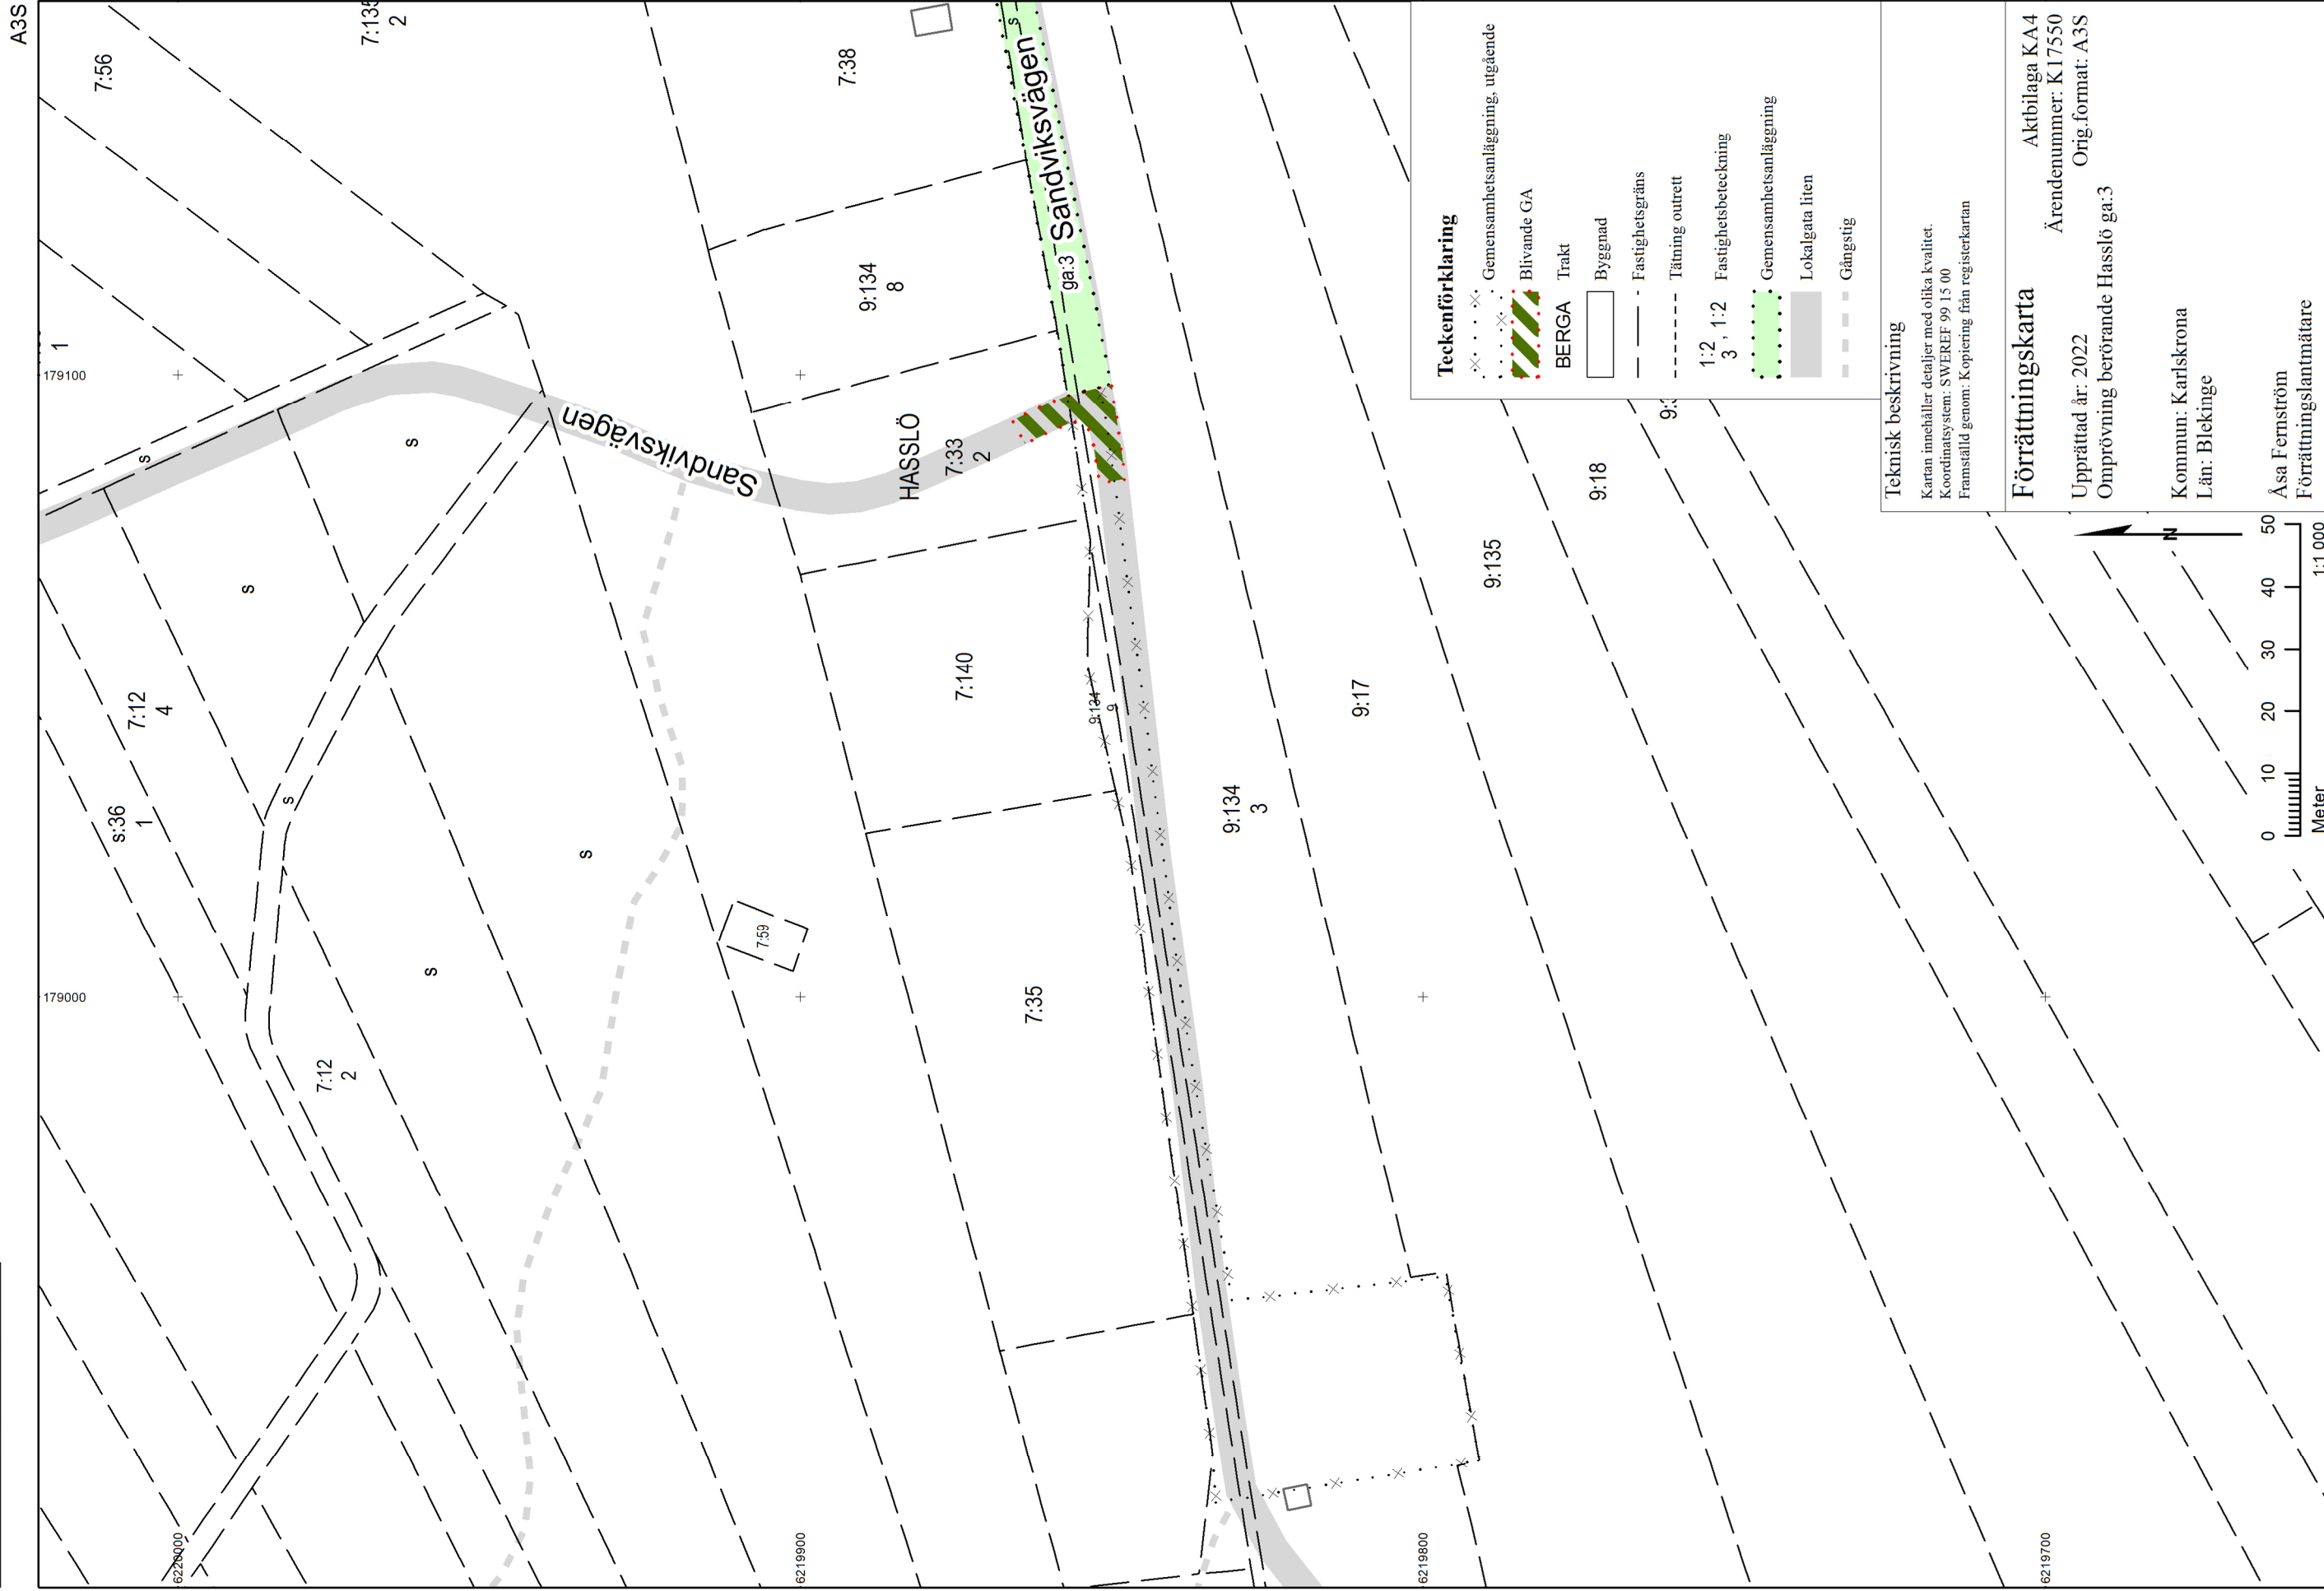 A3S
7:56
7:135
2
7:38
1
179100
9:134
8
s
Sandviksvägen
ga:3 Sandviksvägen
Sandviksvägen
s
s
s
HASSLÖ
7:33
2
7:12
4
s:36
1
s
s
s
7:140
9:134
9
9:134
3
9:17
9:135
9:18
7:59
7:35
179000
7:12
2
6220000
6219900
6219800
6219700
Teckenförklaring
Gemensamhetsanläggning, utgående
Blivande GA
BERGA Trakt
Byggnad
Fastighetsgräns
Tätning outrett
1:2
3 , 1:2 Fastighetsbeteckning
Gemensamhetsanläggning
Lokalgata liten
Gångstig
Teknisk beskrivning
Kartan innehåller detaljer med olika kvalitet.
Koordinatsystem: SWEREF 99 15 00
Framställd genom: Kopiering från registerkartan
Förrättningskarta
Aktbilaga KA4
Ärendenummer: K17550
Orig.format: A3S
Upprättad år: 2022
Omprövning berörande Hasslö ga:3
Kommun: Karlskrona
Län: Blekinge
Åsa Fernström
Förrättningslantmätare
N
0 10 20 30 40 50
Meter 1:1 000